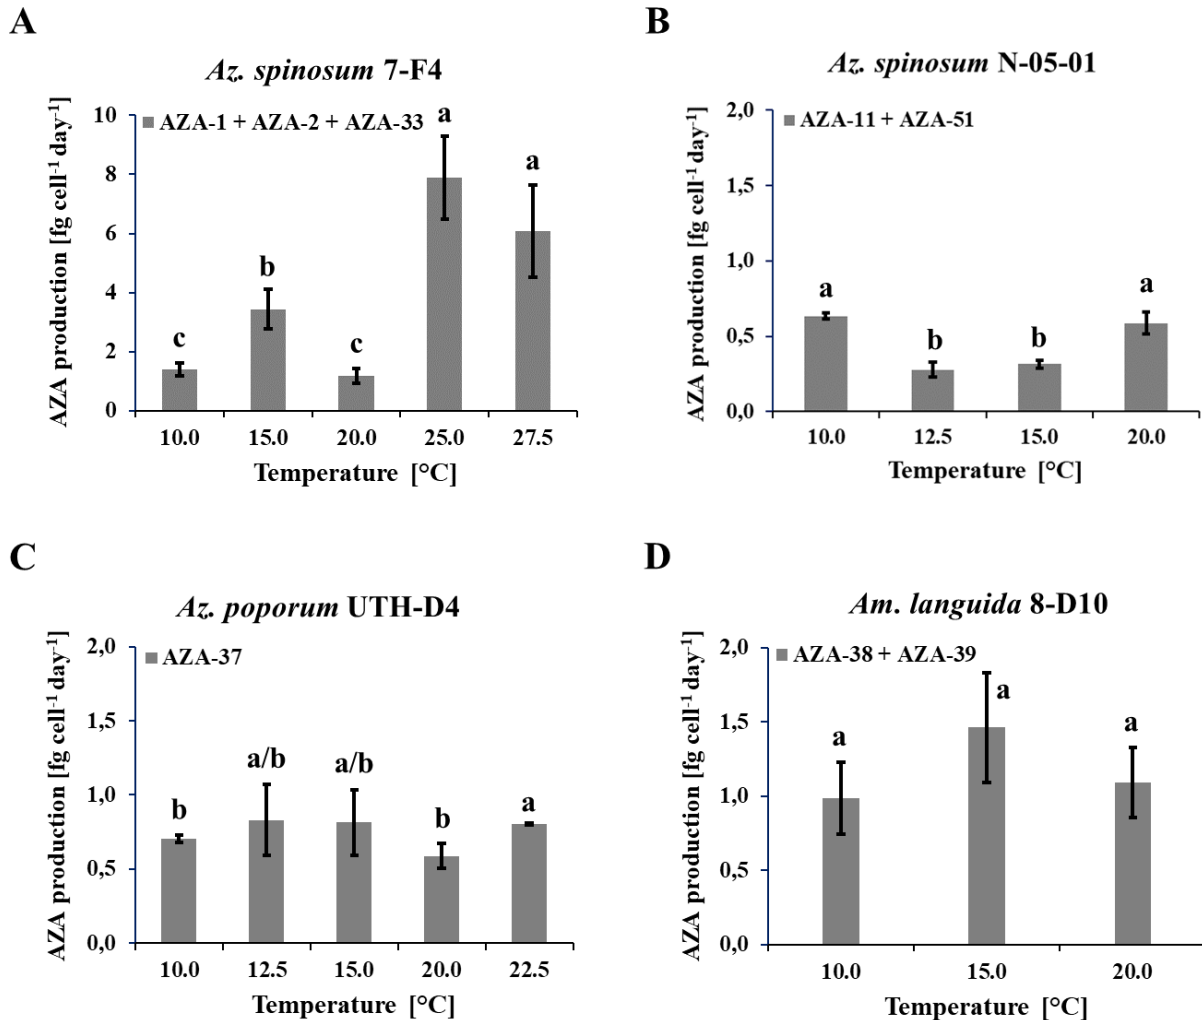 A
Az. spinosum 7-F4
AZA production [fg cell⁻¹ day⁻¹]
AZA-1 + AZA-2 + AZA-33
10
8
6
4
2
0
c
b
c
a
a
10.0 15.0 20.0 25.0 27.5
Temperature [°C]
B
Az. spinosum N-05-01
AZA production [fg cell⁻¹ day⁻¹]
AZA-11 + AZA-51
2,0
1,5
1,0
0,5
0,0
a
b
b
a
10.0 12.5 15.0 20.0
Temperature [°C]
C
Az. poporum UTH-D4
AZA production [fg cell⁻¹ day⁻¹]
AZA-37
2,0
1,5
1,0
0,5
0,0
b
a/b
a/b
b
a
10.0 12.5 15.0 20.0 22.5
Temperature [°C]
D
Am. languida 8-D10
AZA production [fg cell⁻¹ day⁻¹]
AZA-38 + AZA-39
2,0
1,5
1,0
0,5
0,0
a
a
a
10.0 15.0 20.0
Temperature [°C]